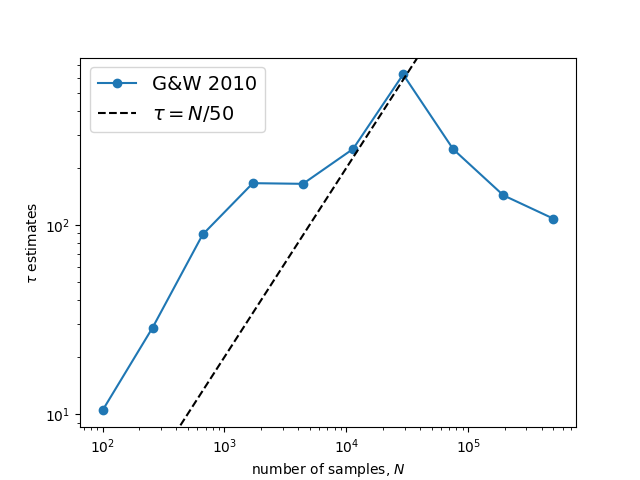 G&W 2010
τ = N/50
τ estimates
10²
10¹
10² 10³ 10⁴ 10⁵
number of samples, N